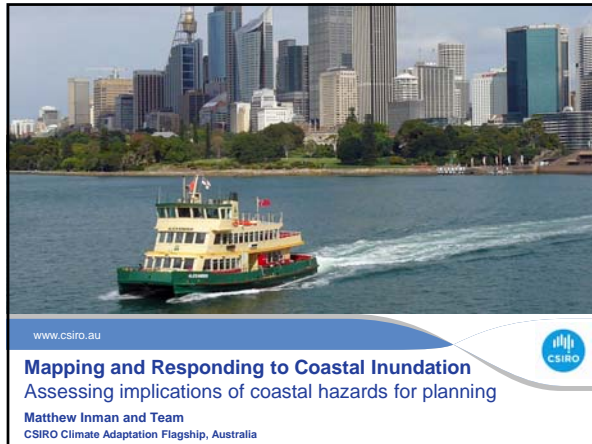 www.csiro.au
CSIRO
Mapping and Responding to Coastal Inundation
Assessing implications of coastal hazards for planning
Matthew Inman and Team
CSIRO Climate Adaptation Flagship, Australia